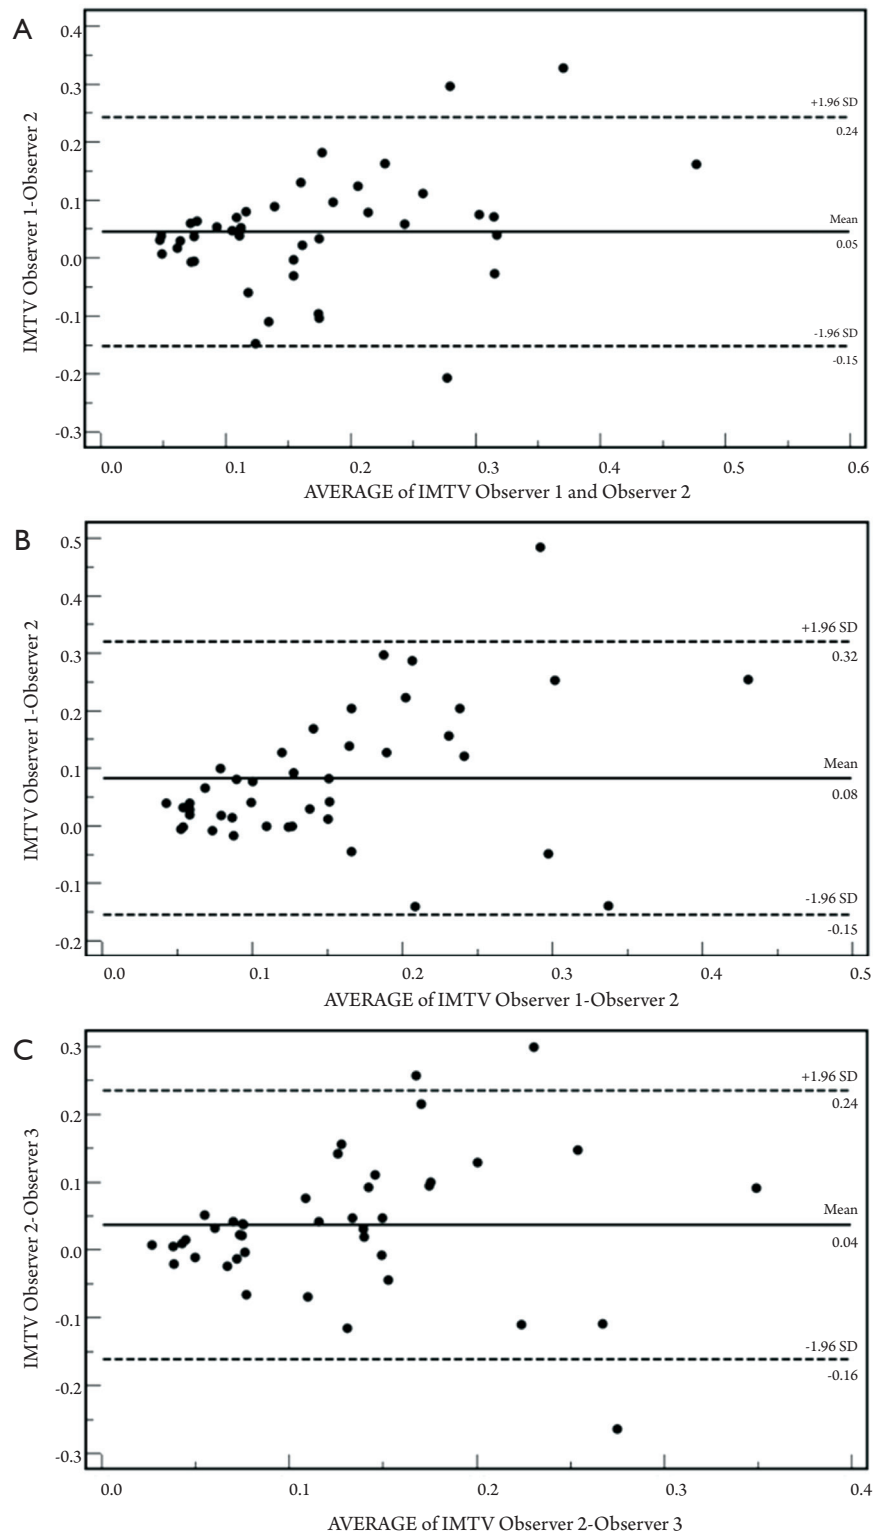 A
0.4
0.3
0.2
0.1
0.0
-0.1
-0.2
-0.3
IMTV Observer 1-Observer 2
+1.96 SD
0.24
Mean
0.05
-1.96 SD
-0.15
0.0 0.1 0.2 0.3 0.4 0.5 0.6
AVERAGE of IMTV Observer 1 and Observer 2
B
0.5
0.4
0.3
0.2
0.1
0.0
-0.1
-0.2
IMTV Observer 1-Observer 2
+1.96 SD
0.32
Mean
0.08
-1.96 SD
-0.15
0.0 0.1 0.2 0.3 0.4 0.5
AVERAGE of IMTV Observer 1-Observer 2
C
0.3
0.2
0.1
0.0
-0.1
-0.2
-0.3
IMTV Observer 2-Observer 3
+1.96 SD
0.24
Mean
0.04
-1.96 SD
-0.16
0.0 0.1 0.2 0.3 0.4
AVERAGE of IMTV Observer 2-Observer 3